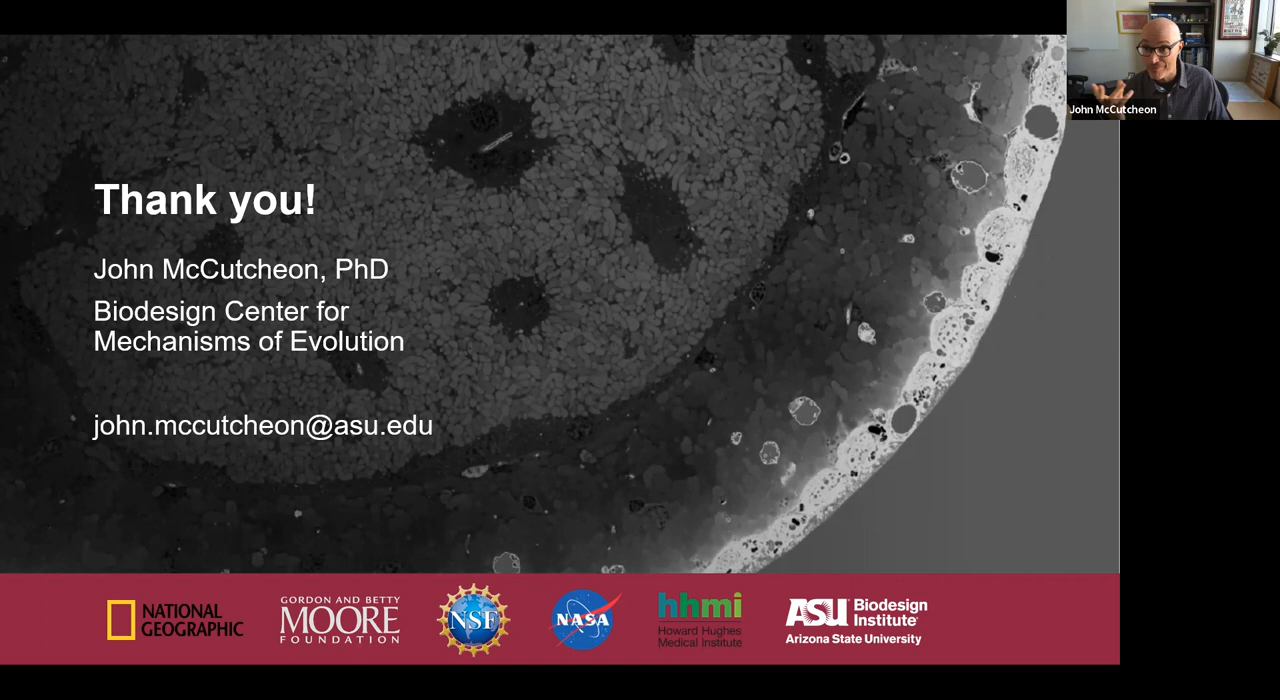 John McCutcheon
Thank you!
John McCutcheon, PhD
Biodesign Center for
Mechanisms of Evolution
john.mccutcheon@asu.edu
NATIONAL
GEOGRAPHIC
GORDON AND BETTY
MOORE
FOUNDATION
NSF
NASA
hhmi
Howard Hughes
Medical Institute
ASU Biodesign
Institute
Arizona State University